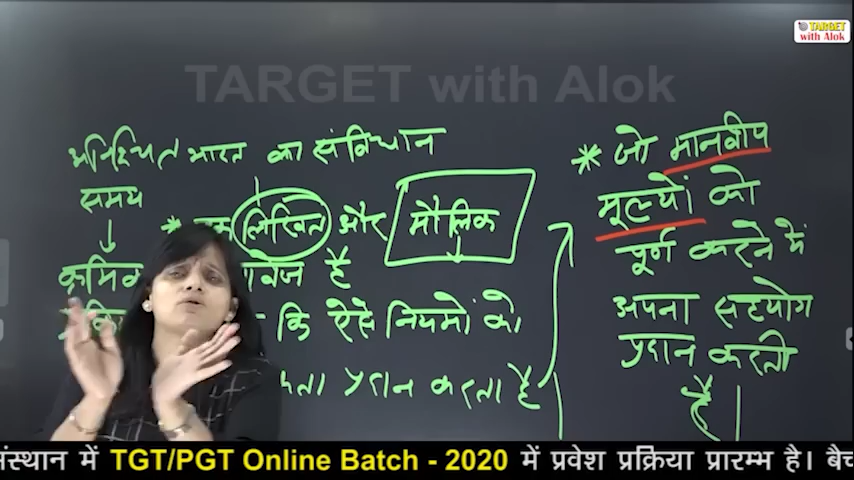 TARGET
with Alok
TARGET with Alok
अनिश्चित भारत का संविधान
समय
* लिखित और मौलिक
क्रमिक है
कि ऐसे नियमों को
प्रदान करता है
* जो मानवीय
मूल्यों को
पूर्ण करने में
अपना सहयोग
प्रदान करती
है
संस्थान में TGT/PGT Online Batch - 2020 में प्रवेश प्रक्रिया प्रारम्भ है। बैच